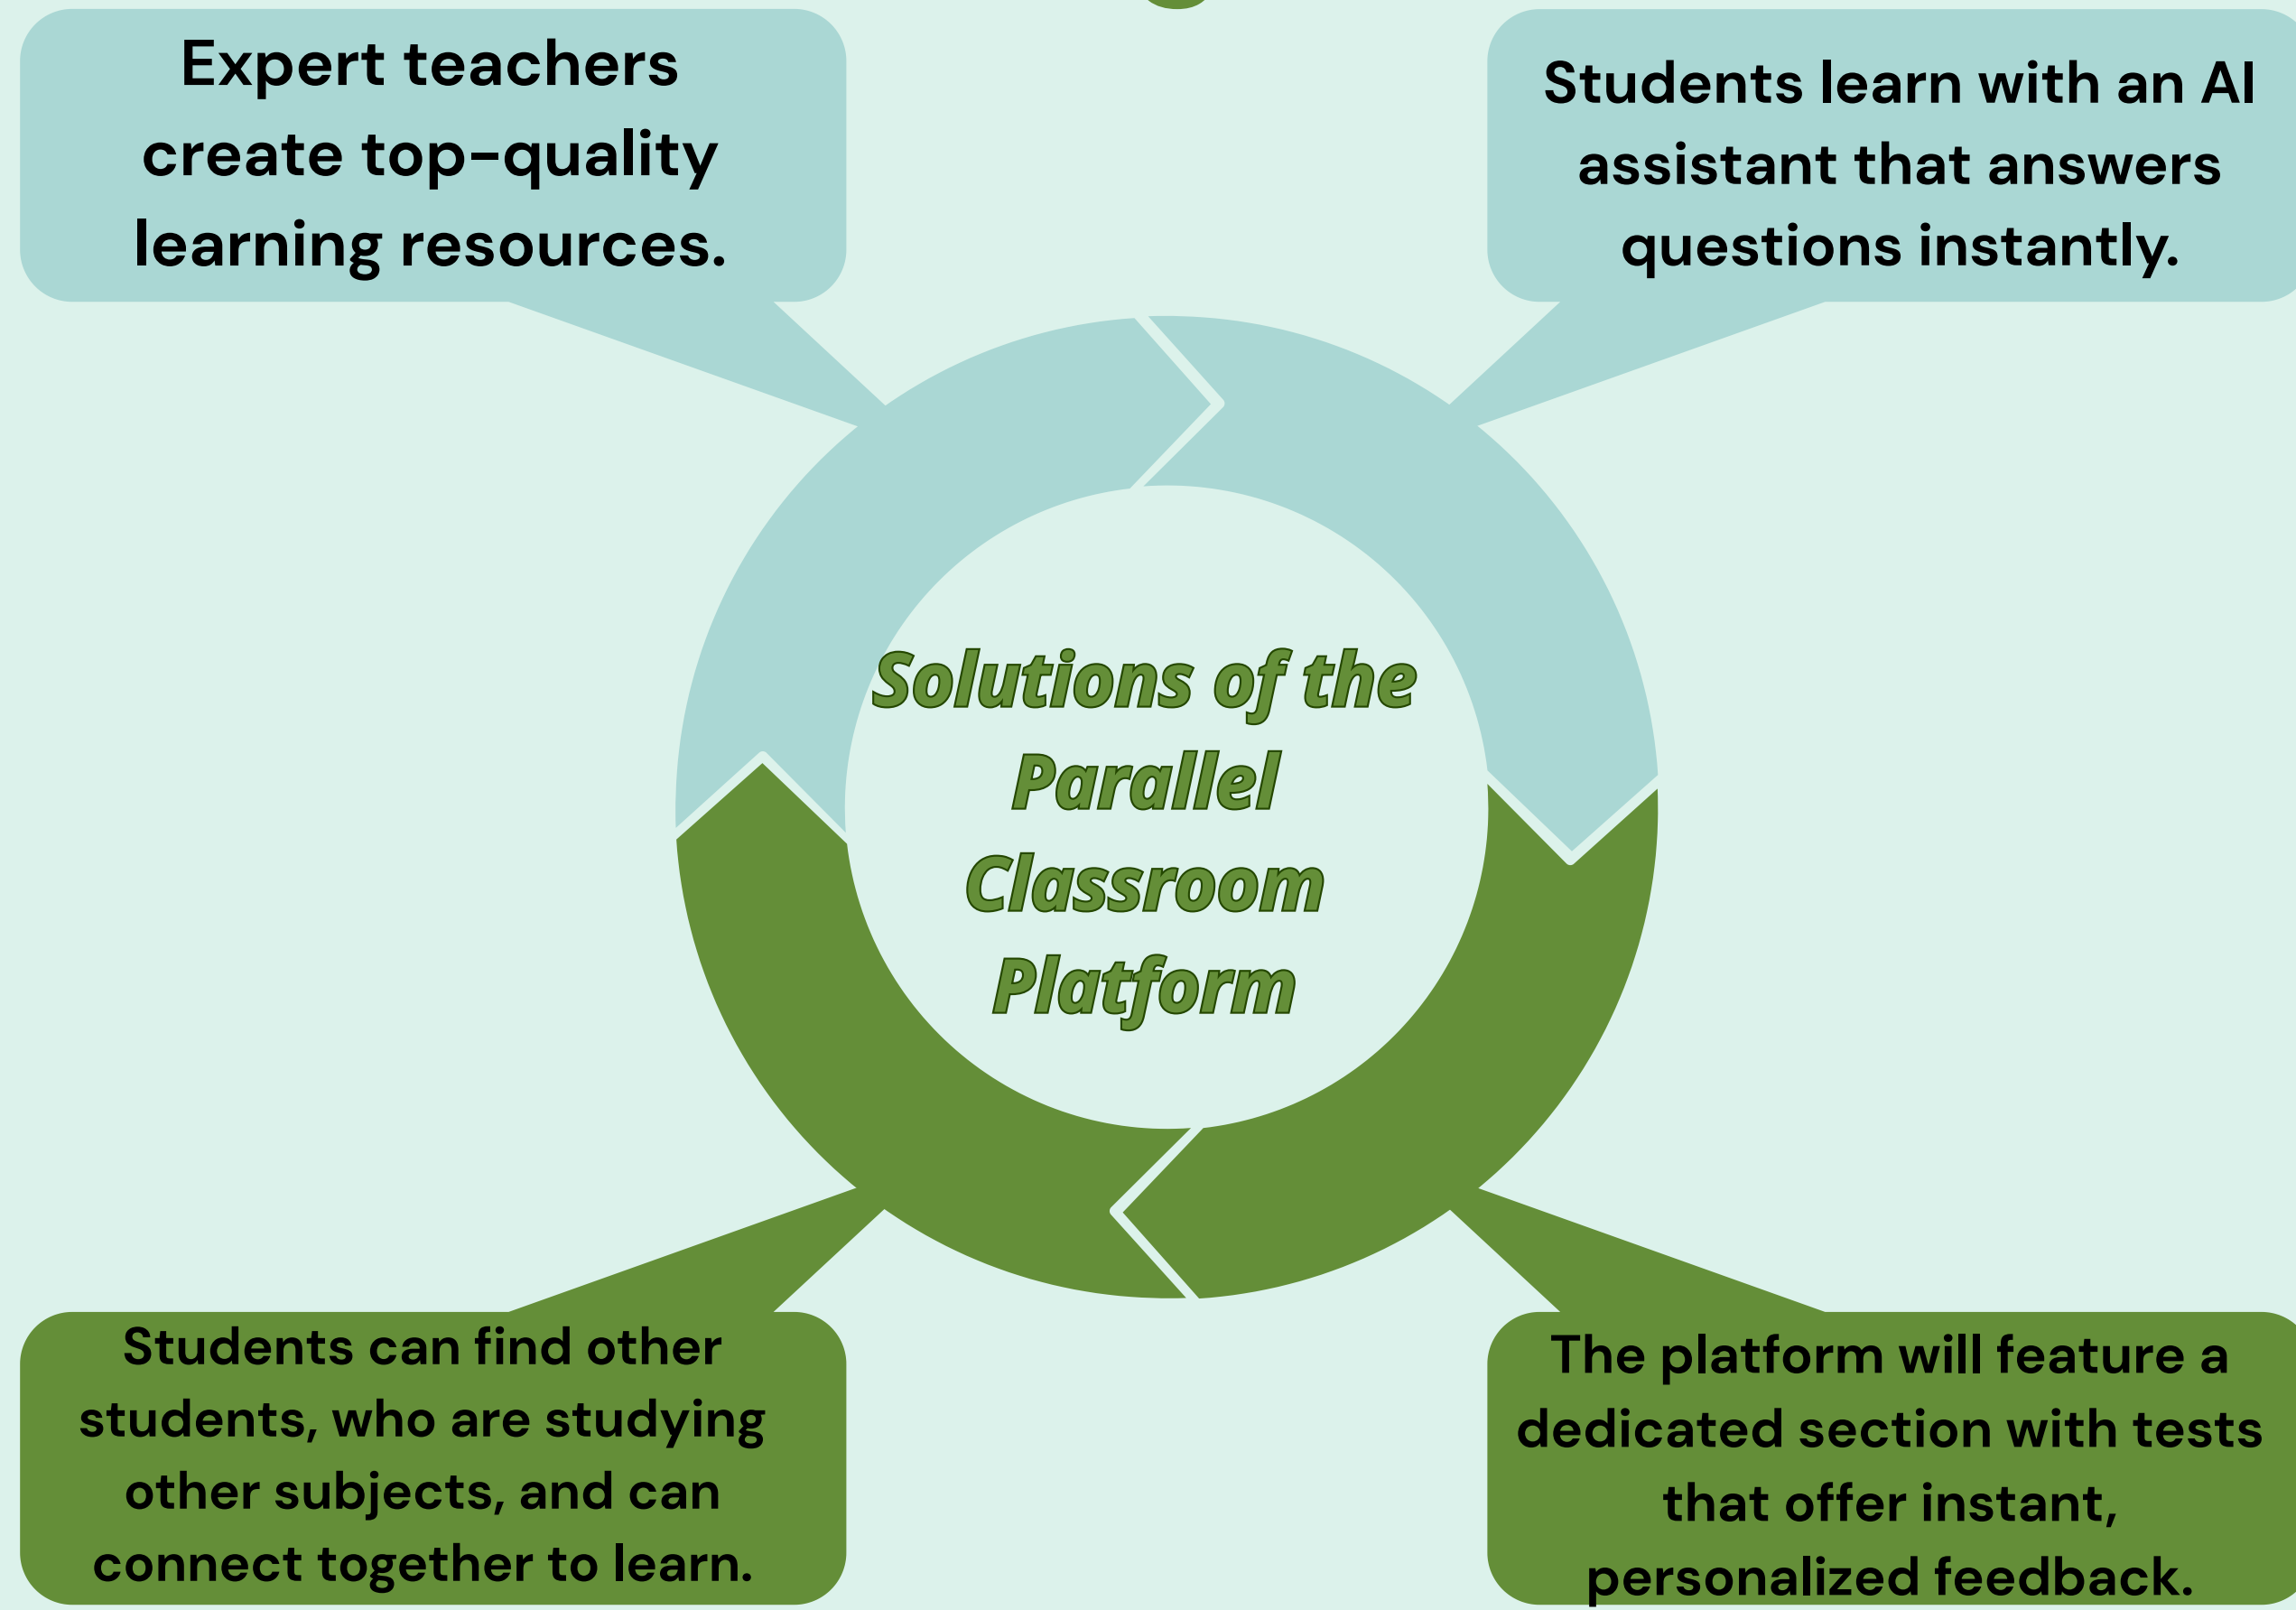 Expert teachers
create top-quality
learning resources.
Students learn with an AI
assistant that answers
questions instantly.
Solutions of the
Parallel
Classroom
Platform
Students can find other
students, who are studying
other subjects, and can
connect together to learn.
The platform will feature a
dedicated section with tests
that offer instant,
personalized feedback.